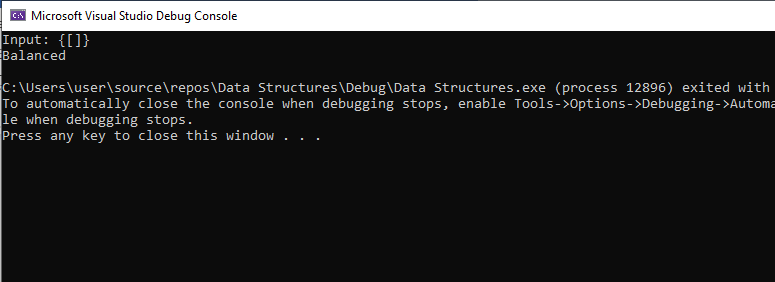 Microsoft Visual Studio Debug Console
Input: {[]}
Balanced
C:\Users\user\source\repos\Data Structures\Debug\Data Structures.exe (process 12896) exited with
To automatically close the console when debugging stops, enable Tools->Options->Debugging->Automa
le when debugging stops.
Press any key to close this window . . .